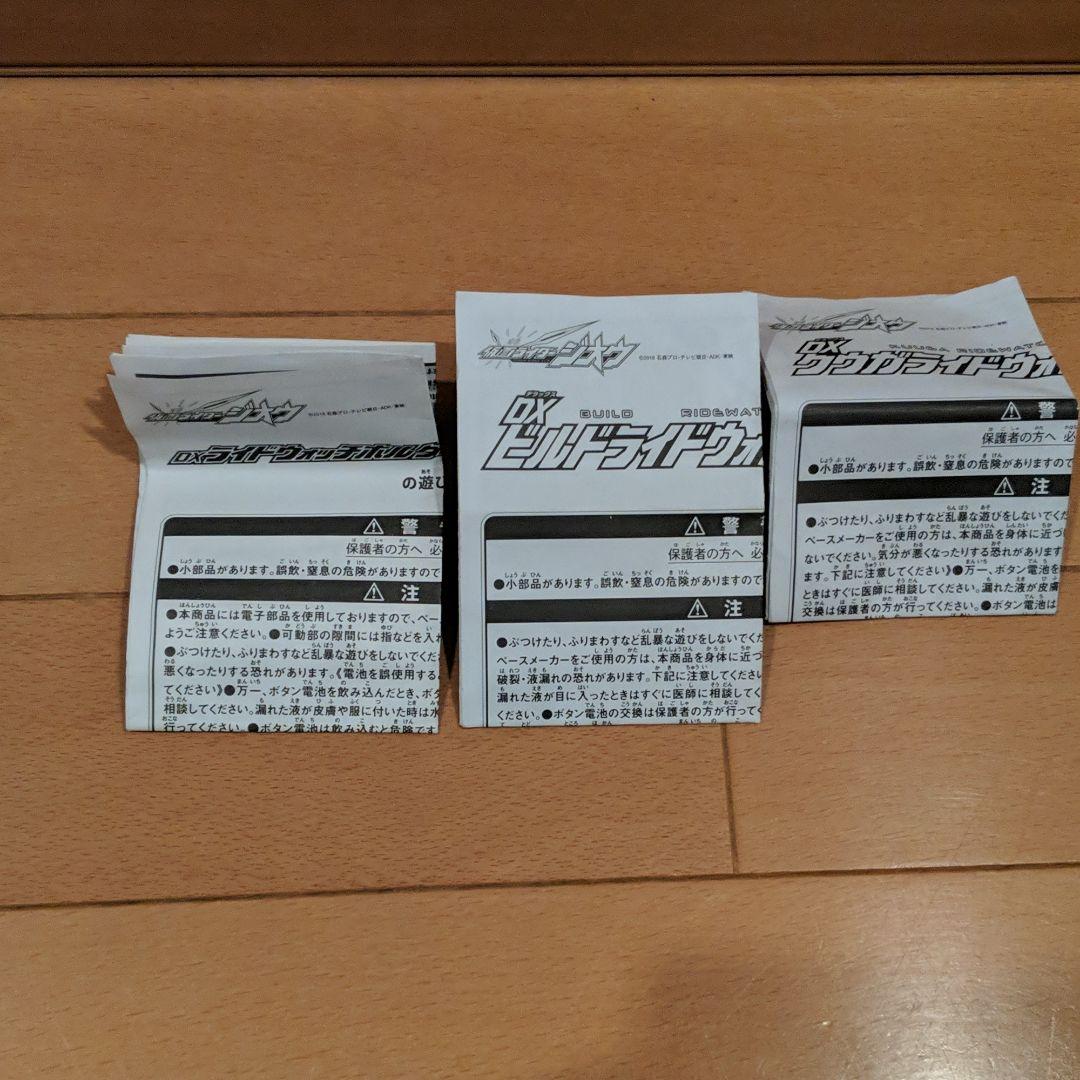 仮面ライダージオウ
©2018 石森プロ・テレビ朝日・ADK・東映
DXライドウォッチホルダ
の遊び
警
保護者の方へ 必
●小部品があります。誤飲・窒息の危険がありますので
注
●本商品には電子部品を使用しておりますので、ペー
ようご注意ください。●可動部の隙間には指などを入れ
●ぶつけたり、ふりまわすなど乱暴な遊びをしないでくだ
悪くなったりする恐れがあります。《電池を誤使用する
てください》●万一、ボタン電池を飲み込んだとき、ボタ
相談してください。漏れた液が皮膚や服に付いた時は水
行ってください。●ボタン電池は飲み込むと危険です
仮面ライダージオウ
©2018 石森プロ・テレビ朝日・ADK・東映
デラックス
DX
BUILD RIDEWAT
ビルドライドウォ
警
保護者の方へ 必
●小部品があります。誤飲・窒息の危険がありますので
注
●ぶつけたり、ふりまわすなど乱暴な遊びをしないでくだ
ペースメーカーをご使用の方は、本商品を身体に近づ
破裂・液漏れの恐れがあります。下記に注意してください
漏れた液が目に入ったときはすぐに医師に相談してく
ください。●ボタン電池の交換は保護者の方が行って
仮面ライダージオウ
DX
KUUGA RIDEWAT
クウガライドウォ
警
保護者の方へ 必
●小部品があります。誤飲・窒息の危険がありますので
注
●ぶつけたり、ふりまわすなど乱暴な遊びをしないでくだ
ペースメーカーをご使用の方は、本商品を身体に近づ
ないでください。気分が悪くなったりする恐れがあります
ます。下記に注意してください》●万一、ボタン電池を
ときはすぐに医師に相談してください。漏れた液が皮膚
交換は保護者の方が行ってください。●ボタン電池は